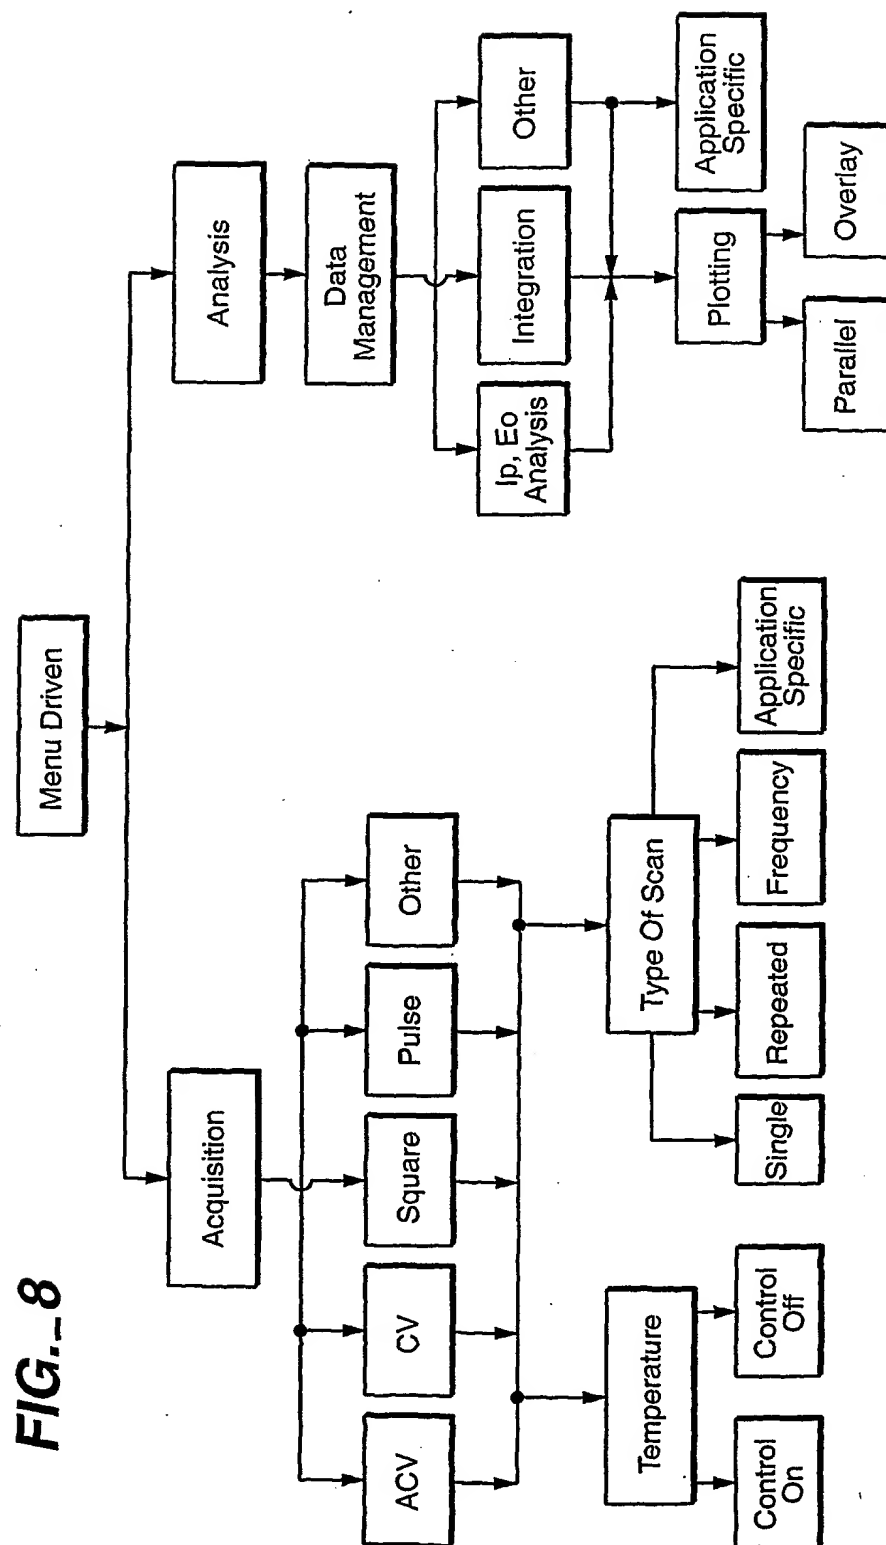 FIG._8
Menu Driven
Acquisition
Analysis
Data
Management
ACV
CV
Square
Pulse
Other
Ip, Eo
Analysis
Integration
Other
Temperature
Type Of Scan
Plotting
Application
Specific
Control
On
Control
Off
Single
Repeated
Frequency
Application
Specific
Parallel
Overlay